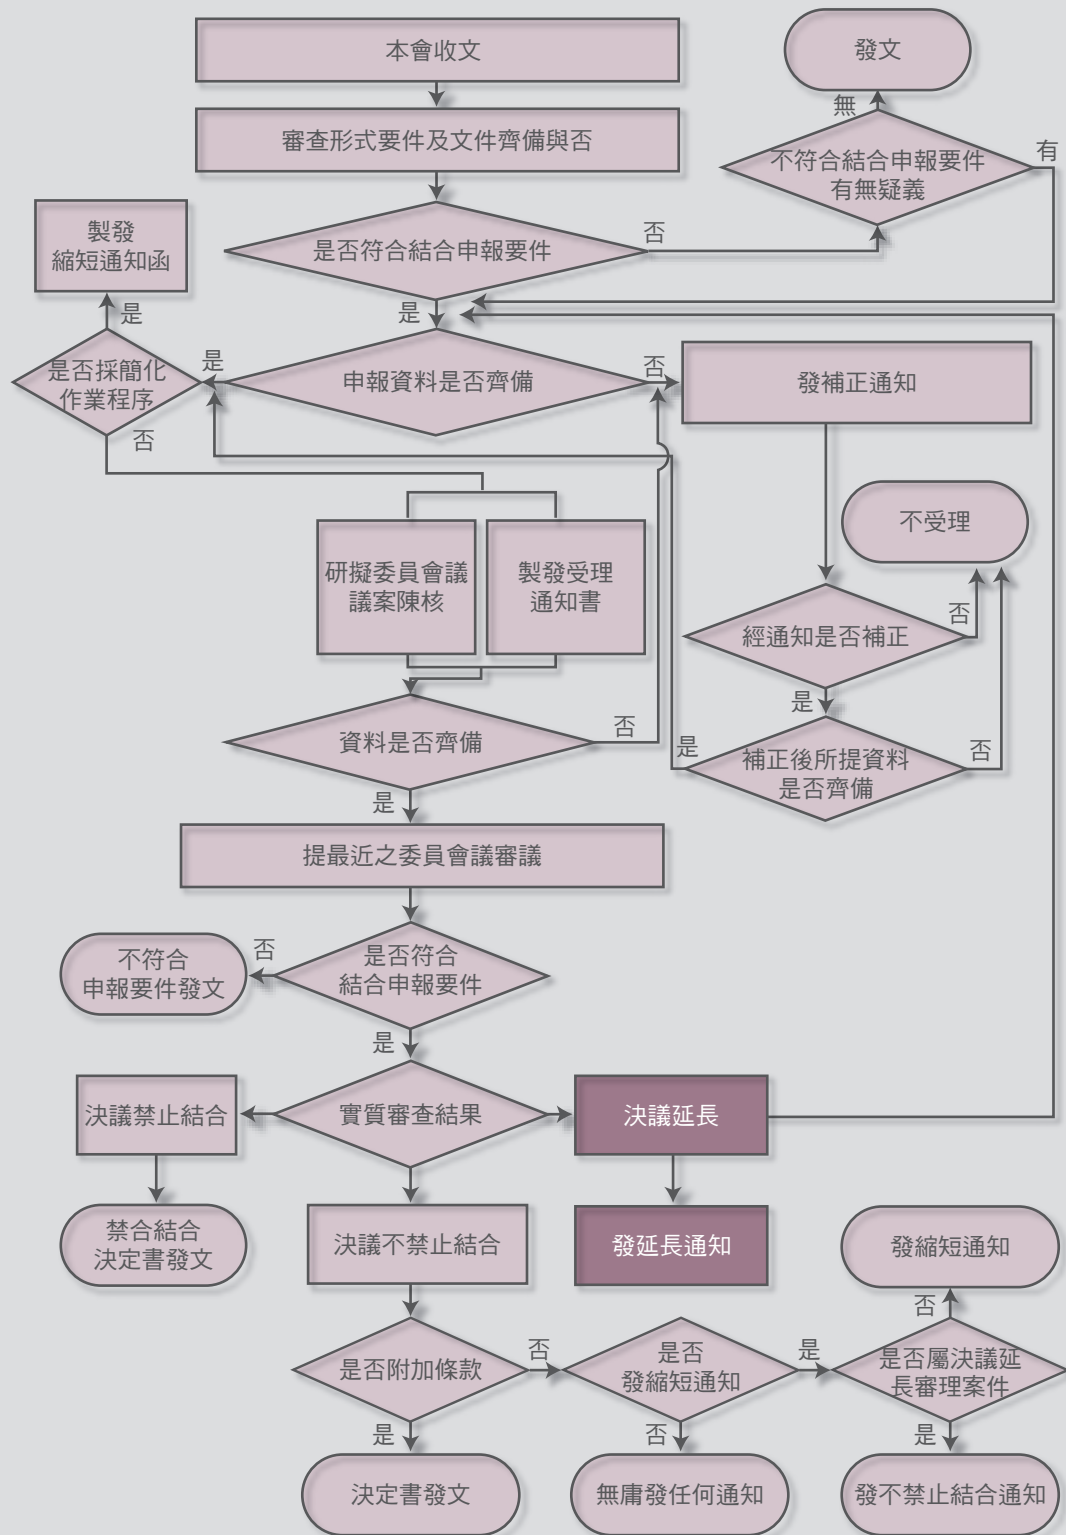 本會收文
發文
無
審查形式要件及文件齊備與否
不符合結合申報要件
有無疑義
有
製發
縮短通知函
是否符合結合申報要件
否
是
是
是否採簡化
作業程序
是
申報資料是否齊備
否
發補正通知
否
不受理
研擬委員會議
議案陳核
製發受理
通知書
經通知是否補正
否
是
資料是否齊備
否
是
補正後所提資料
是否齊備
否
是
提最近之委員會議審議
不符合
申報要件發文
否
是否符合
結合申報要件
是
決議禁止結合
實質審查結果
決議延長
禁合結合
決定書發文
決議不禁止結合
發延長通知
發縮短通知
否
是否附加條款
否
是否
發縮短通知
是
是否屬決議延
長審理案件
是
否
是
決定書發文
無庸發任何通知
發不禁止結合通知